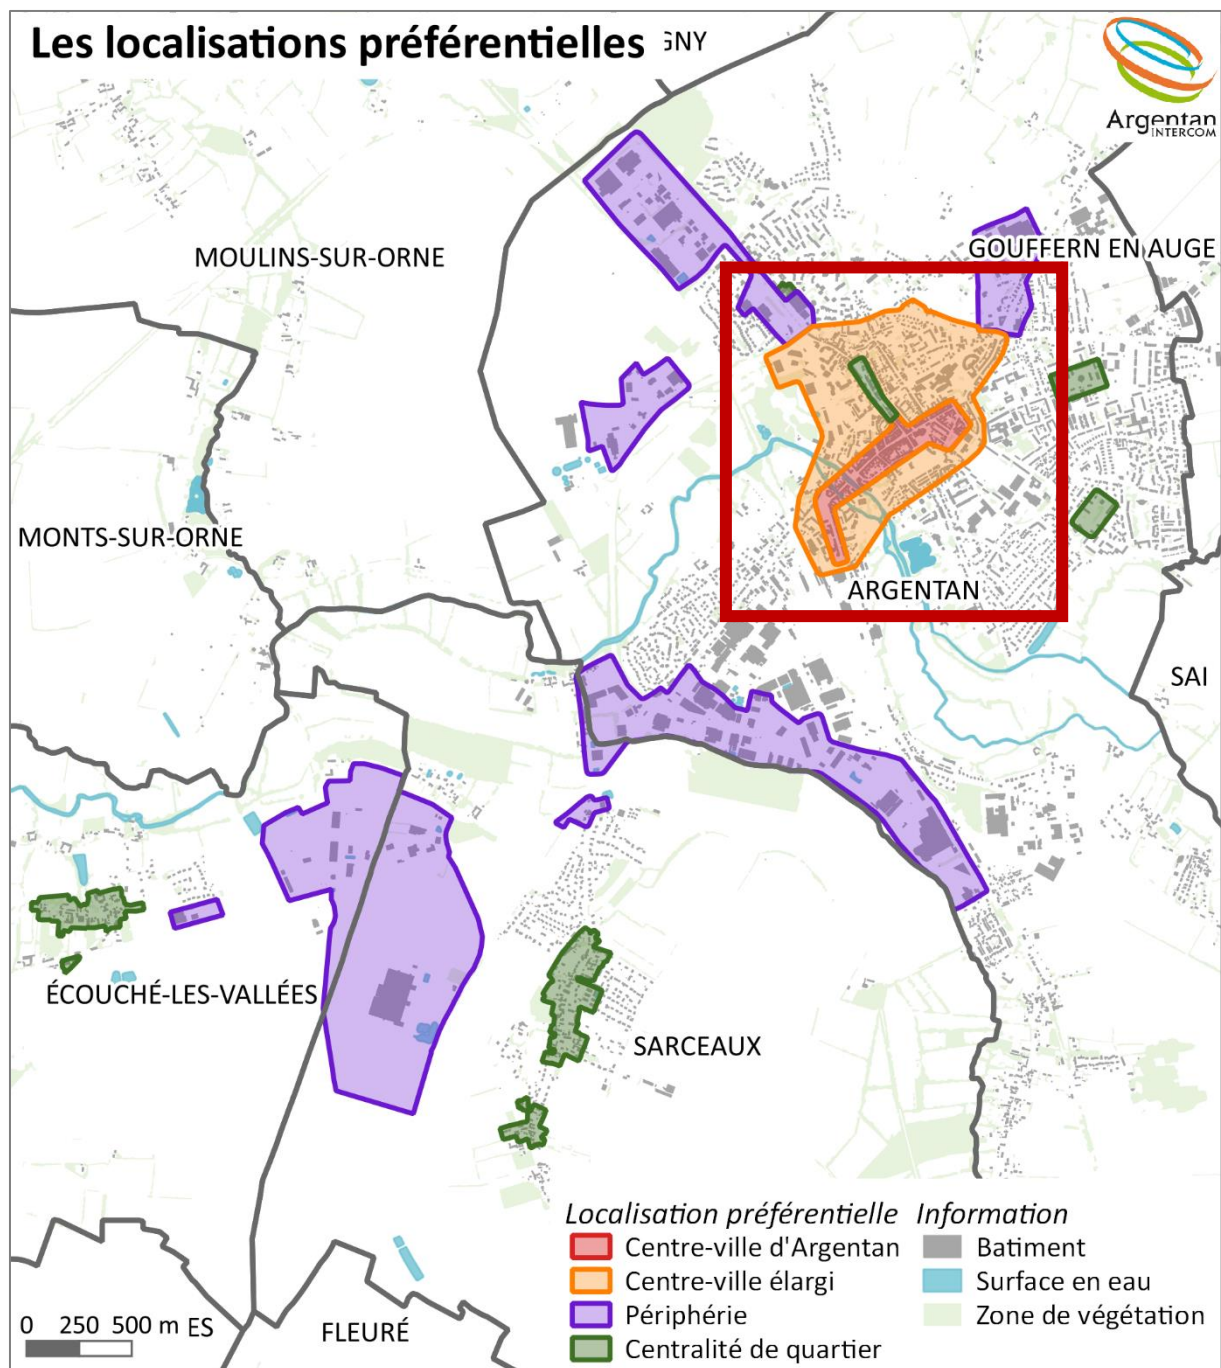 Les localisations préférentielles
GNY
Argentan
INTERCOM
MOULINS-SUR-ORNE
GOUFFERN EN AUGE
MONTS-SUR-ORNE
ARGENTAN
SAI
ÉCOUCHÉ-LES-VALLÉES
SARCEAUX
Localisation préférentielle
Centre-ville d'Argentan
Centre-ville élargi
Périphérie
Centralité de quartier
Information
Batiment
Surface en eau
Zone de végétation
0 250 500 m
ES
FLEURÉ